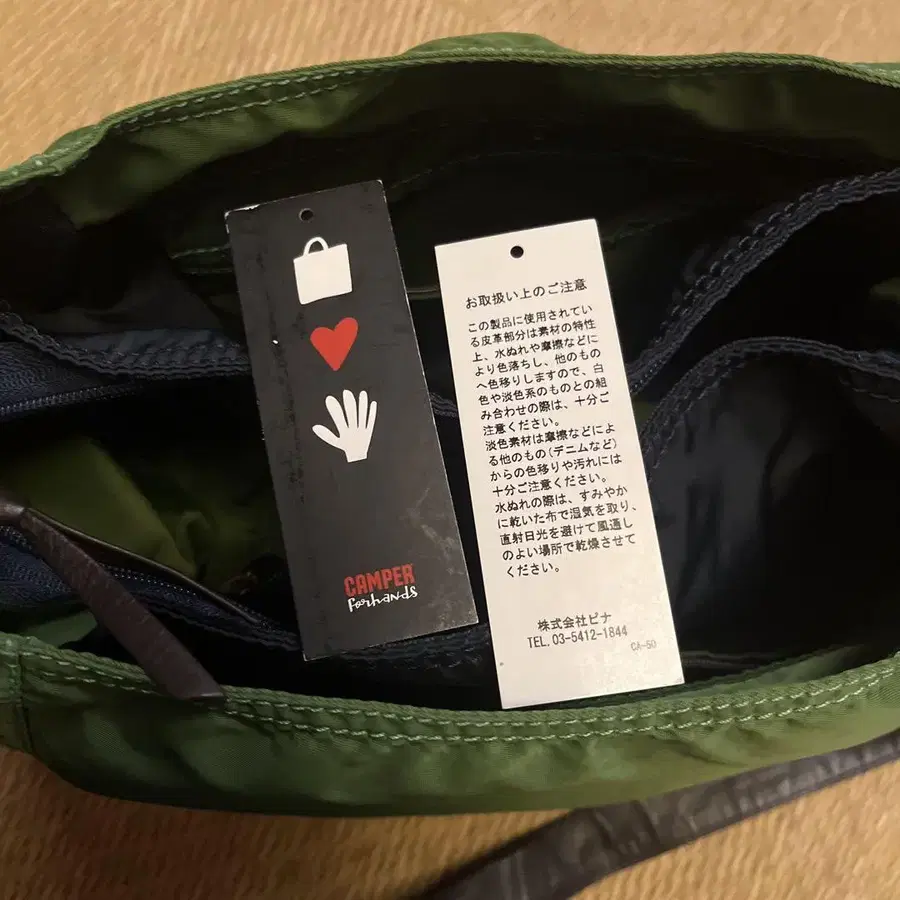 CAMPER
for hands
お取扱い上のご注意
この製品に使用されてい
る皮革部分は素材の特性
上、水ぬれや摩擦などに
より色落ちし、他のもの
へ色移りしますので、白
色や淡色系のものとの組
み合わせの際は、十分ご
注意ください。
淡色素材は摩擦などによ
る他のもの(デニムなど)
からの色移りや汚れには
十分ご注意ください。
水ぬれの際は、すみやか
に乾いた布で湿気を取り、
直射日光を避けて風通し
のよい場所で乾燥させて
ください。
株式会社ビナ
TEL.03-5412-1844
CA-50